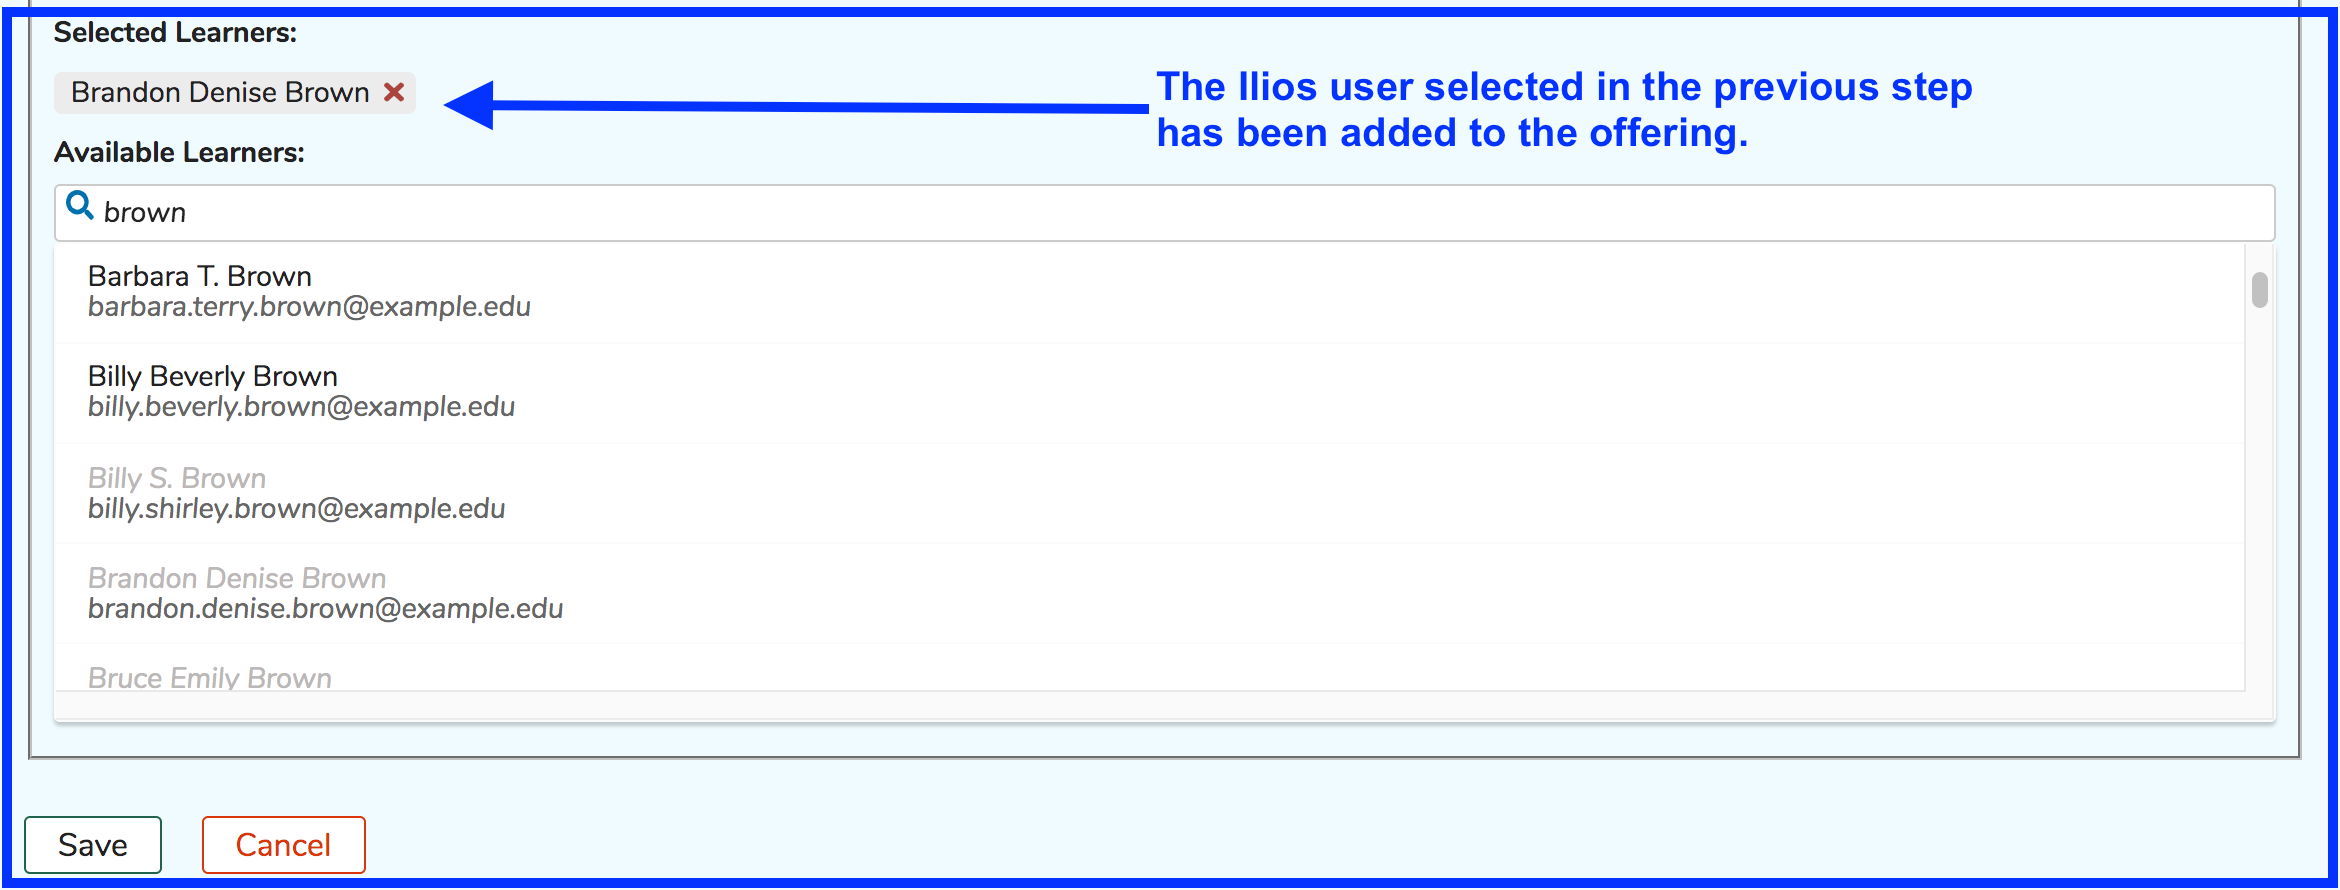 Selected Learners:
Brandon Denise Brown
The Ilios user selected in the previous step
has been added to the offering.
Available Learners:
brown
Barbara T. Brown
barbara.terry.brown@example.edu
Billy Beverly Brown
billy.beverly.brown@example.edu
Billy S. Brown
billy.shirley.brown@example.edu
Brandon Denise Brown
brandon.denise.brown@example.edu
Bruce Emily Brown
Save
Cancel